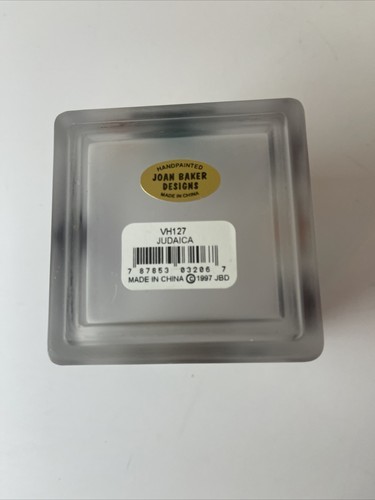 HANDPAINTED
JOAN BAKER
DESIGNS
MADE IN CHINA
VH127
JUDAICA
7 87853 03206 7
MADE IN CHINA © 1997 JBD